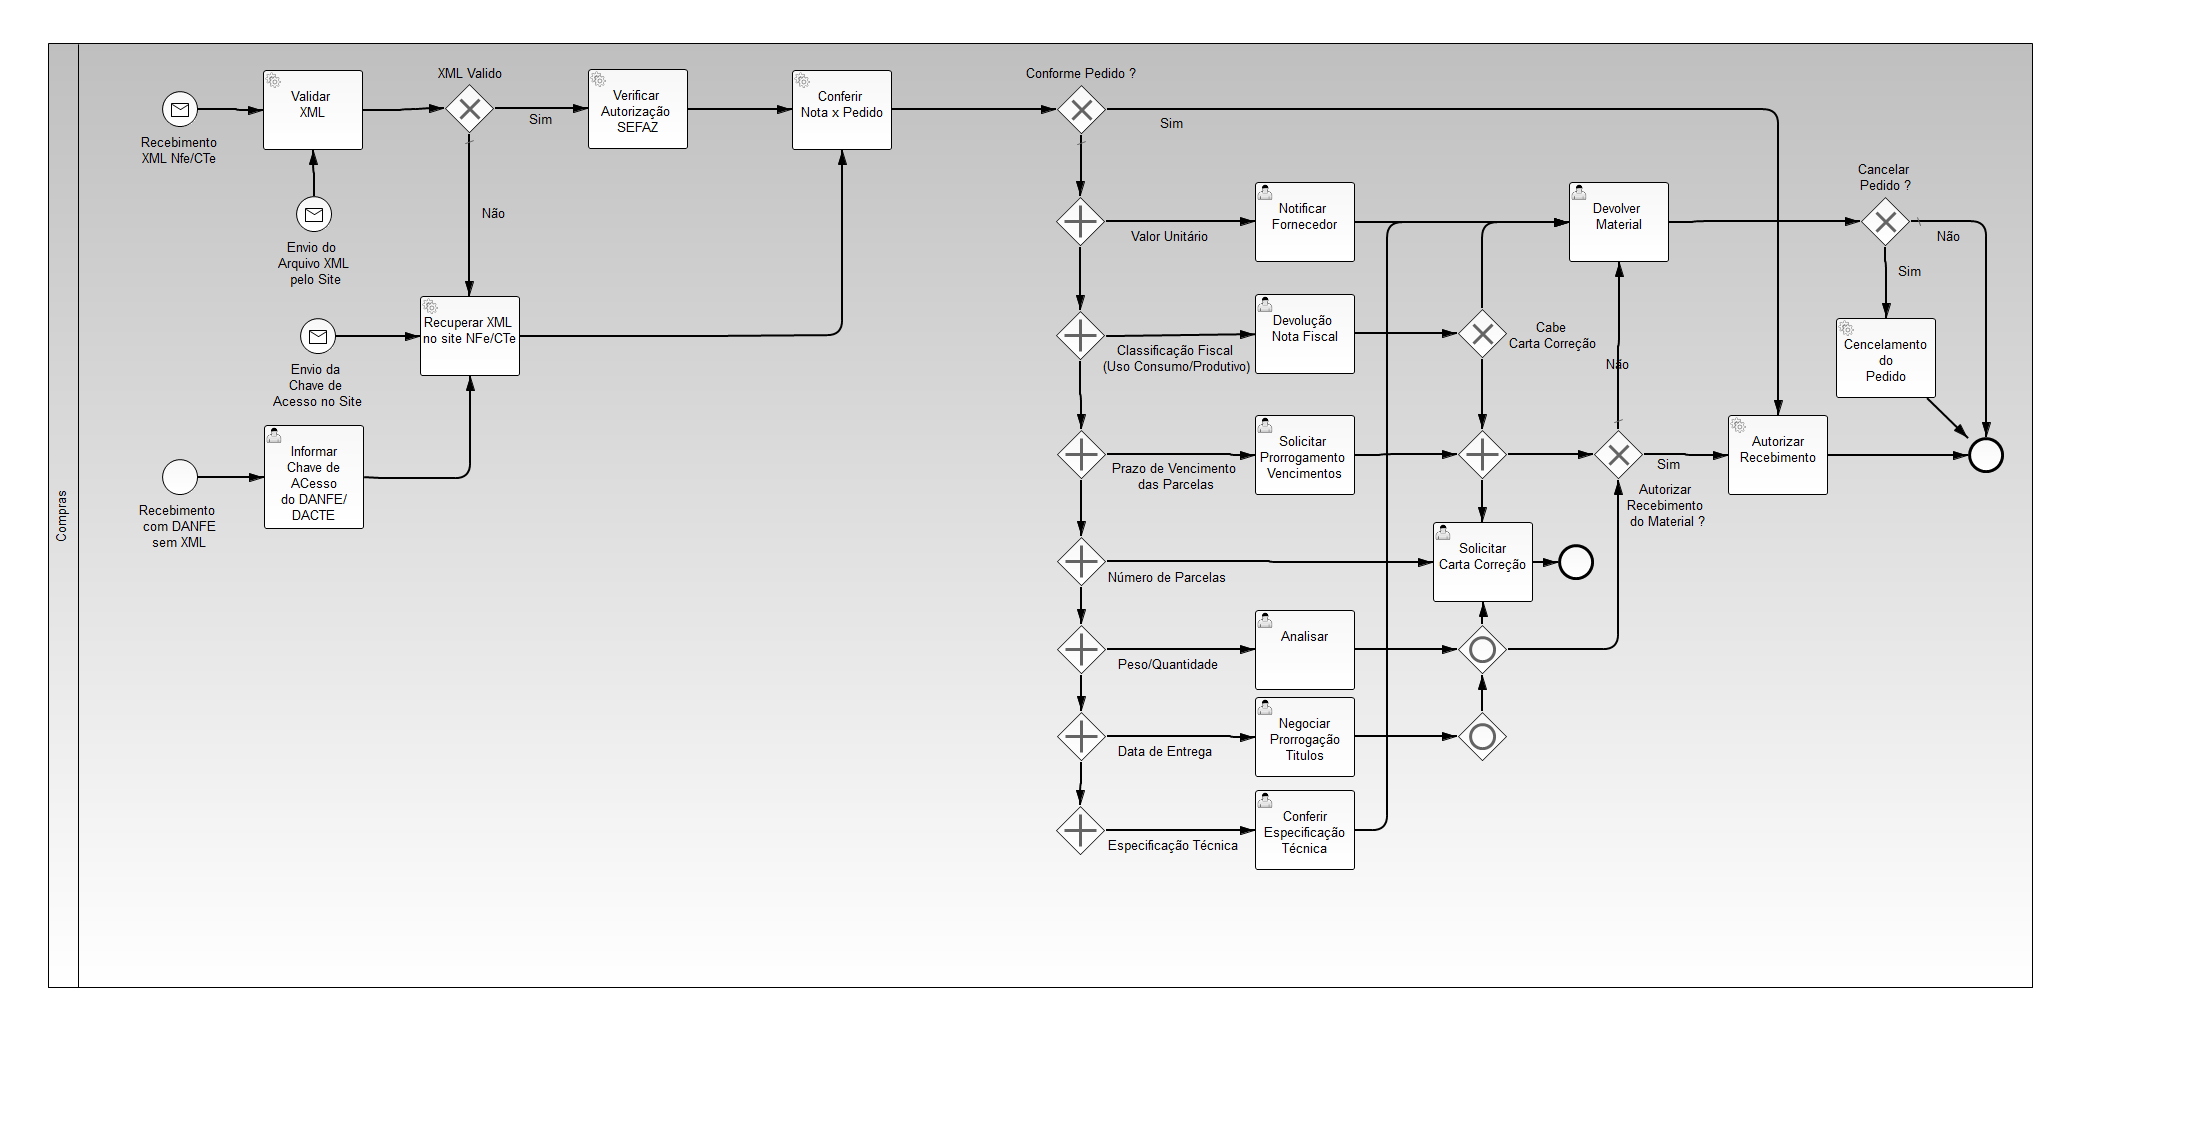 Compras
Recebimento
XML Nfe/CTe
Validar
XML
Envio do
Arquivo XML
pelo Site
XML Valido
Sim
Não
Verificar
Autorização
SEFAZ
Conferir
Nota x Pedido
Recuperar XML
no site NFe/CTe
Envio da
Chave de
Acesso no Site
Recebimento
com DANFE
sem XML
Informar
Chave de
ACesso
do DANFE/
DACTE
Conforme Pedido ?
Sim
Valor Unitário
Notificar
Fornecedor
Devolver
Material
Cancelar
Pedido ?
Não
Sim
Classificação Fiscal
(Uso Consumo/Produtivo)
Devolução
Nota Fiscal
Cabe
Carta Correção
Não
Cencelamento
do
Pedido
Prazo de Vencimento
das Parcelas
Solicitar
Prorrogamento
Vencimentos
Sim
Autorizar
Recebimento
do Material ?
Autorizar
Recebimento
Número de Parcelas
Solicitar
Carta Correção
Peso/Quantidade
Analisar
Data de Entrega
Negociar
Prorrogação
Titulos
Especificação Técnica
Conferir
Especificação
Técnica